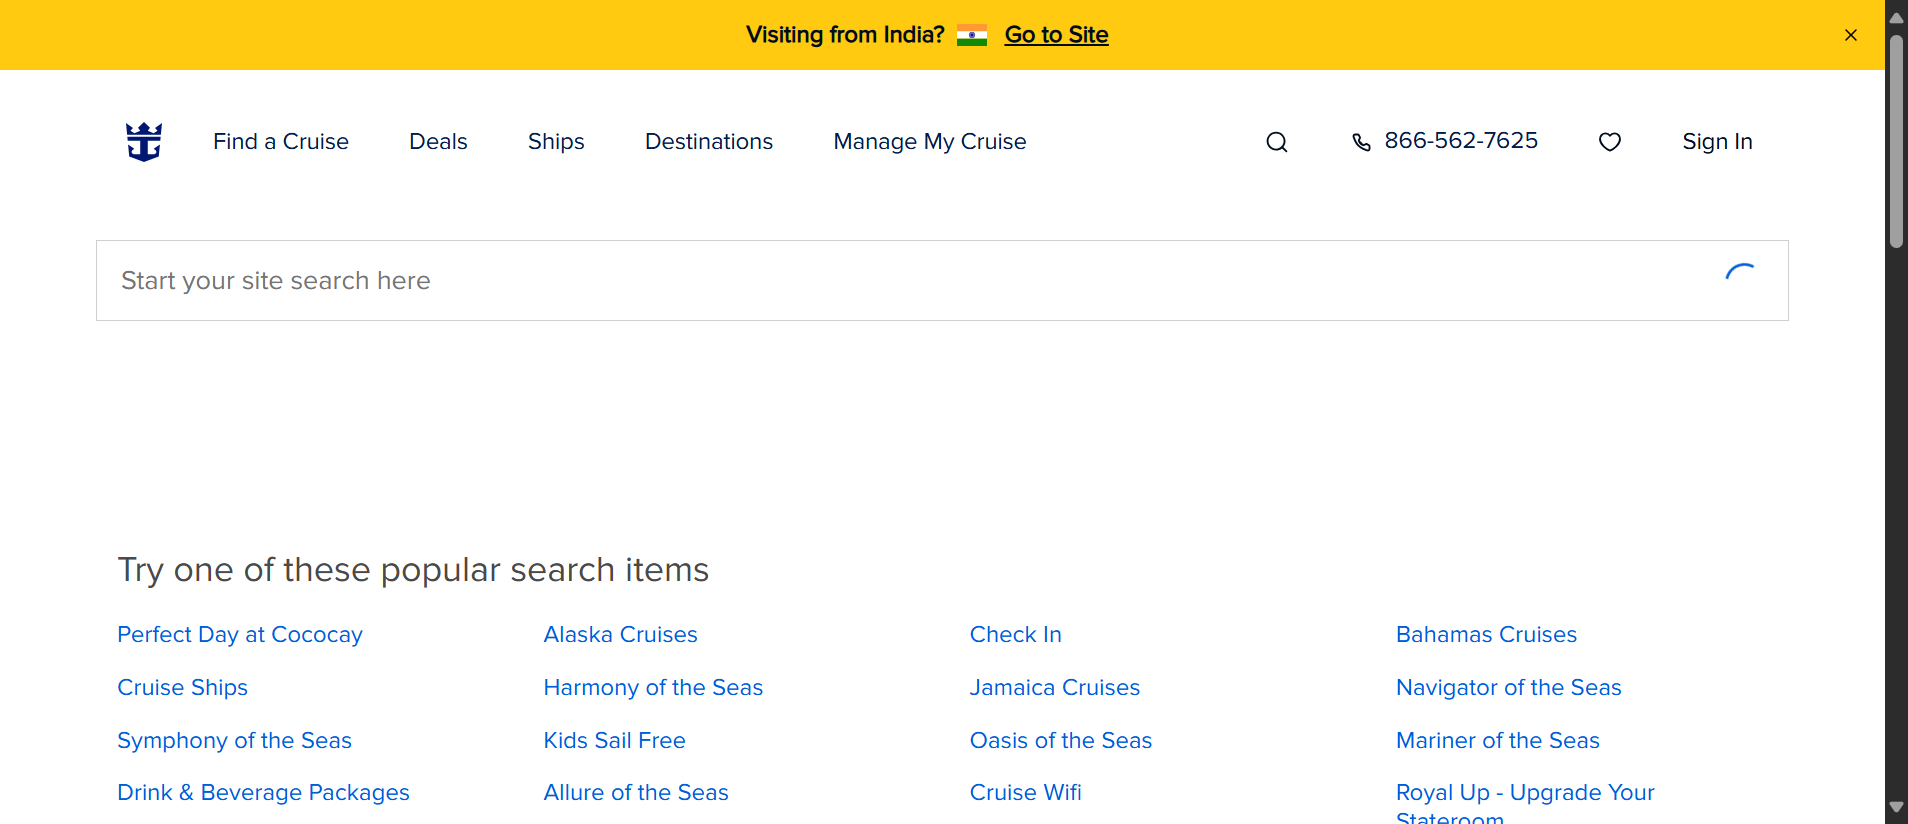 Visiting from India? Go to Site
Find a Cruise Deals Ships Destinations Manage My Cruise 866-562-7625 Sign In
Start your site search here
Try one of these popular search items
Perfect Day at Cococay Alaska Cruises Check In Bahamas Cruises
Cruise Ships Harmony of the Seas Jamaica Cruises Navigator of the Seas
Symphony of the Seas Kids Sail Free Oasis of the Seas Mariner of the Seas
Drink & Beverage Packages Allure of the Seas Cruise Wifi Royal Up - Upgrade Your
Stateroom